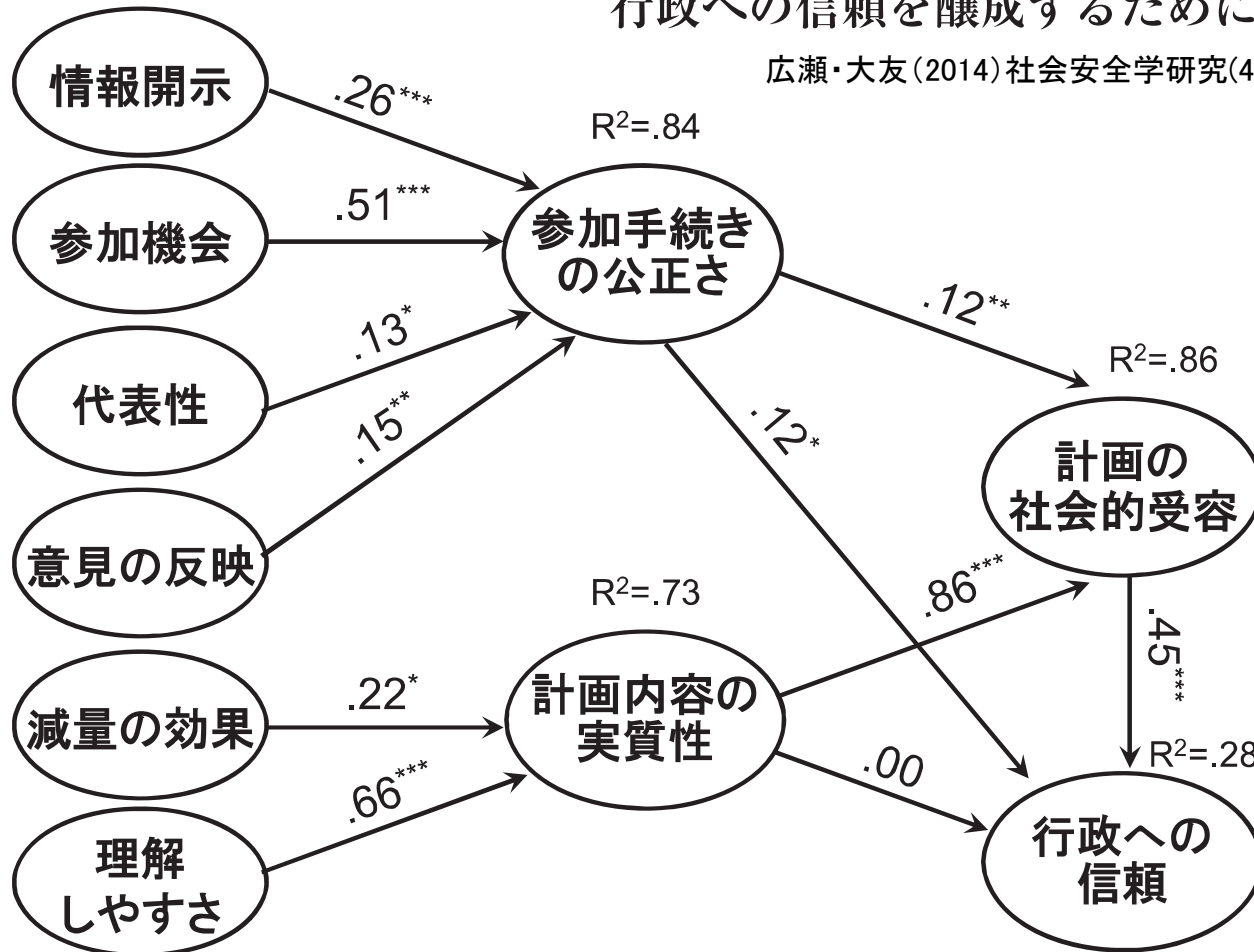 行政への信頼を醸成するために
広瀬・大友(2014)社会安全学研究(4
情報開示
.26***
R²=.84
参加機会
.51***
参加手続き
の公正さ
代表性
.13*
.12**
R²=.86
意見の反映
.15**
.12*
計画の
社会的受容
R²=.73
.86***
.45***
減量の効果
.22*
計画内容の
実質性
.00
R²=.28
理解
しやすさ
.66***
行政への
信頼